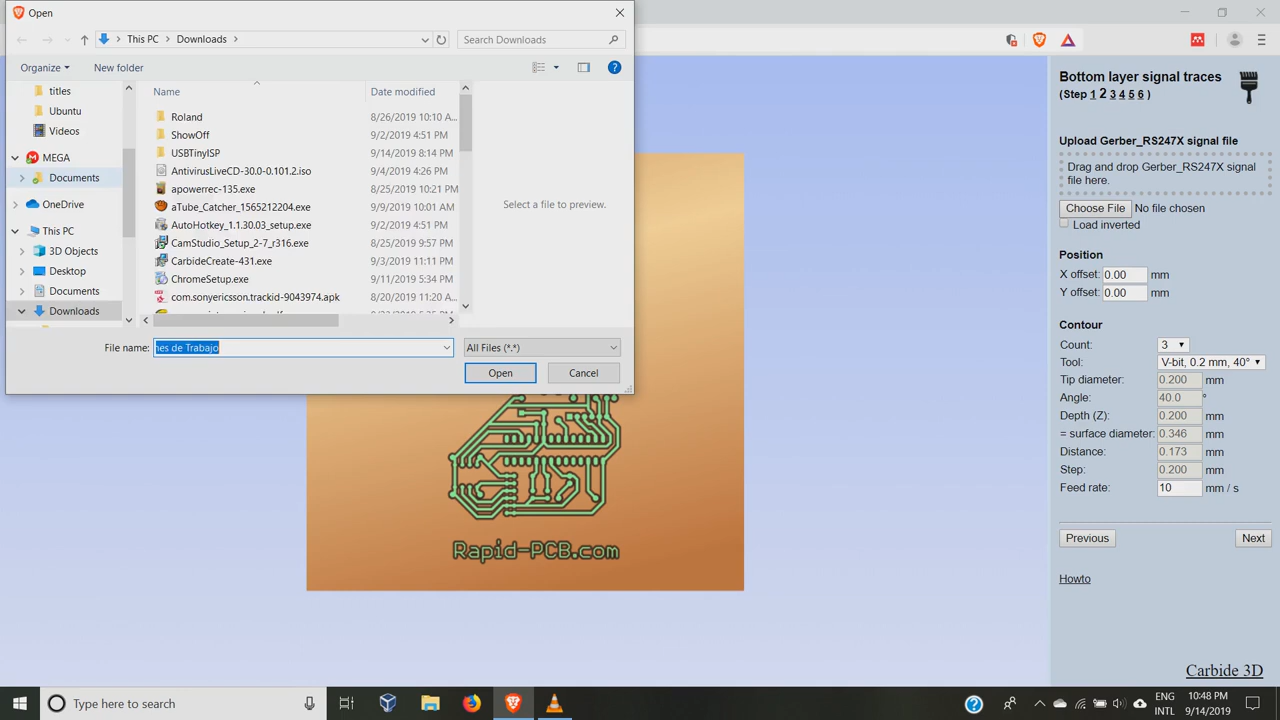 Open
This PC > Downloads >
Search Downloads
Organize
New folder
titles
Ubuntu
Videos
MEGA
Documents
OneDrive
This PC
3D Objects
Desktop
Documents
Downloads
Name Date modified
Roland 8/26/2019 10:10 A...
ShowOff 9/2/2019 4:51 PM
USBTinyISP 9/14/2019 8:14 PM
AntivirusLiveCD-30.0-0.101.2.iso 9/4/2019 4:26 PM
apowerrec-135.exe 8/25/2019 10:21 PM
aTube_Catcher_1565212204.exe 9/9/2019 10:01 AM
AutoHotkey_1.1.30.03_setup.exe 9/2/2019 4:51 PM
CamStudio_Setup_2-7_r316.exe 8/25/2019 9:57 PM
CarbideCreate-431.exe 9/3/2019 11:11 PM
ChromeSetup.exe 9/11/2019 5:34 PM
com.sonyericsson.trackid-9043974.apk 8/20/2019 11:20 A...
Select a file to preview.
File name: nes de Trabajo
All Files (*.*)
Open
Cancel
Rapid-PCB.com
Bottom layer signal traces
(Step 1 2 3 4 5 6 )
Upload Gerber_RS247X signal file
Drag and drop Gerber_RS247X signal
file here.
Choose File No file chosen
Load inverted
Position
X offset: 0.00 mm
Y offset: 0.00 mm
Contour
Count: 3
Tool: V-bit, 0.2 mm, 40°
Tip diameter: 0.200 mm
Angle: 40.0 °
Depth (Z): 0.200 mm
= surface diameter: 0.346 mm
Distance: 0.173 mm
Step: 0.200 mm
Feed rate: 10 mm / s
Previous
Next
Howto
Carbide 3D
Type here to search
ENG
INTL
10:48 PM
9/14/2019